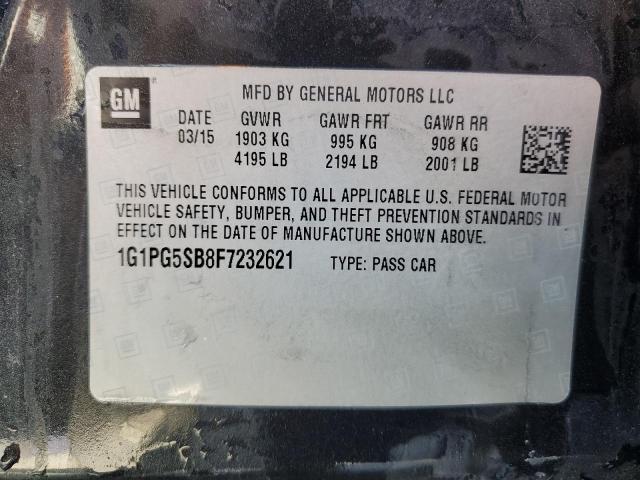 GM ® MFD BY GENERAL MOTORS LLC
DATE GVWR GAWR FRT GAWR RR
03/15 1903 KG 995 KG 908 KG
4195 LB 2194 LB 2001 LB
THIS VEHICLE CONFORMS TO ALL APPLICABLE U.S. FEDERAL MOTOR
VEHICLE SAFETY, BUMPER, AND THEFT PREVENTION STANDARDS IN
EFFECT ON THE DATE OF MANUFACTURE SHOWN ABOVE.
1G1PG5SB8F7232621 TYPE: PASS CAR